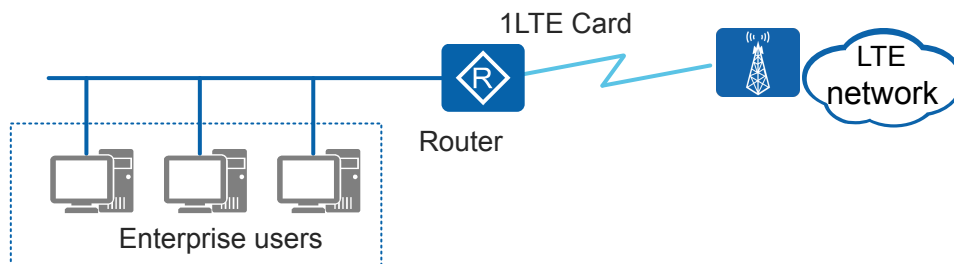 1LTE Card
R
LTE
network
Router
Enterprise users